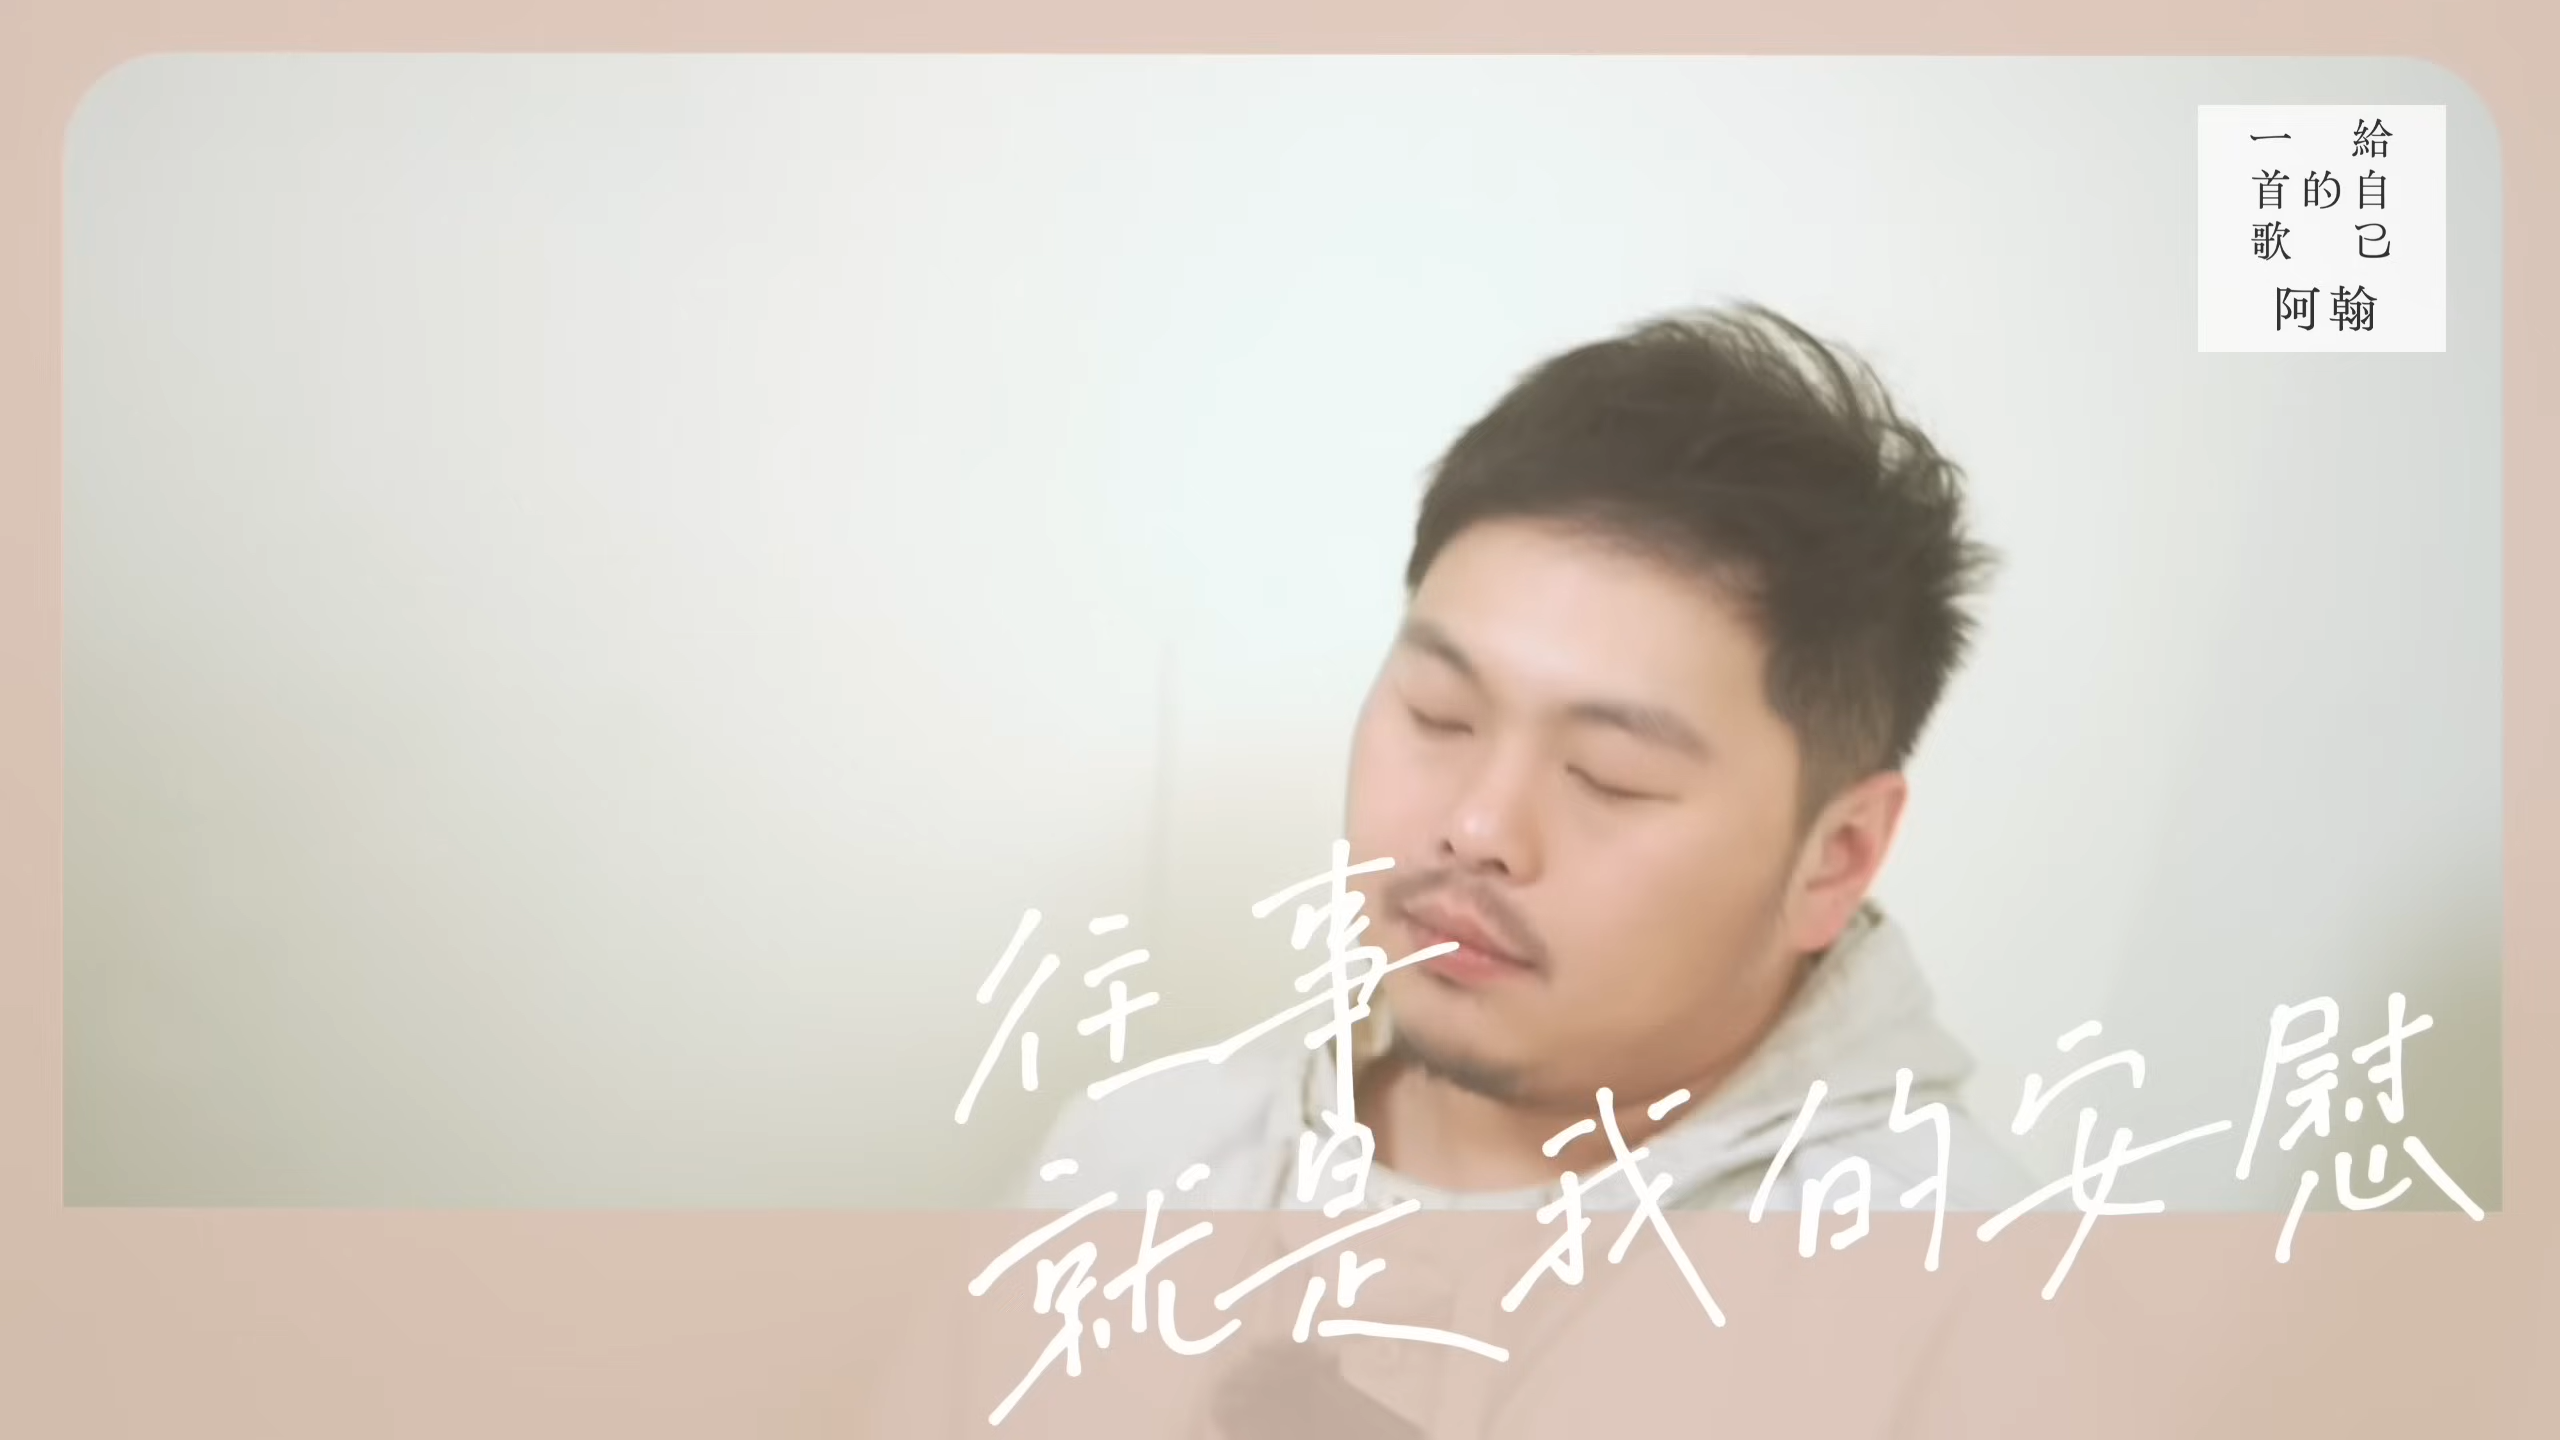 給自己
的
一首歌
阿翰
往事
就是我的安慰